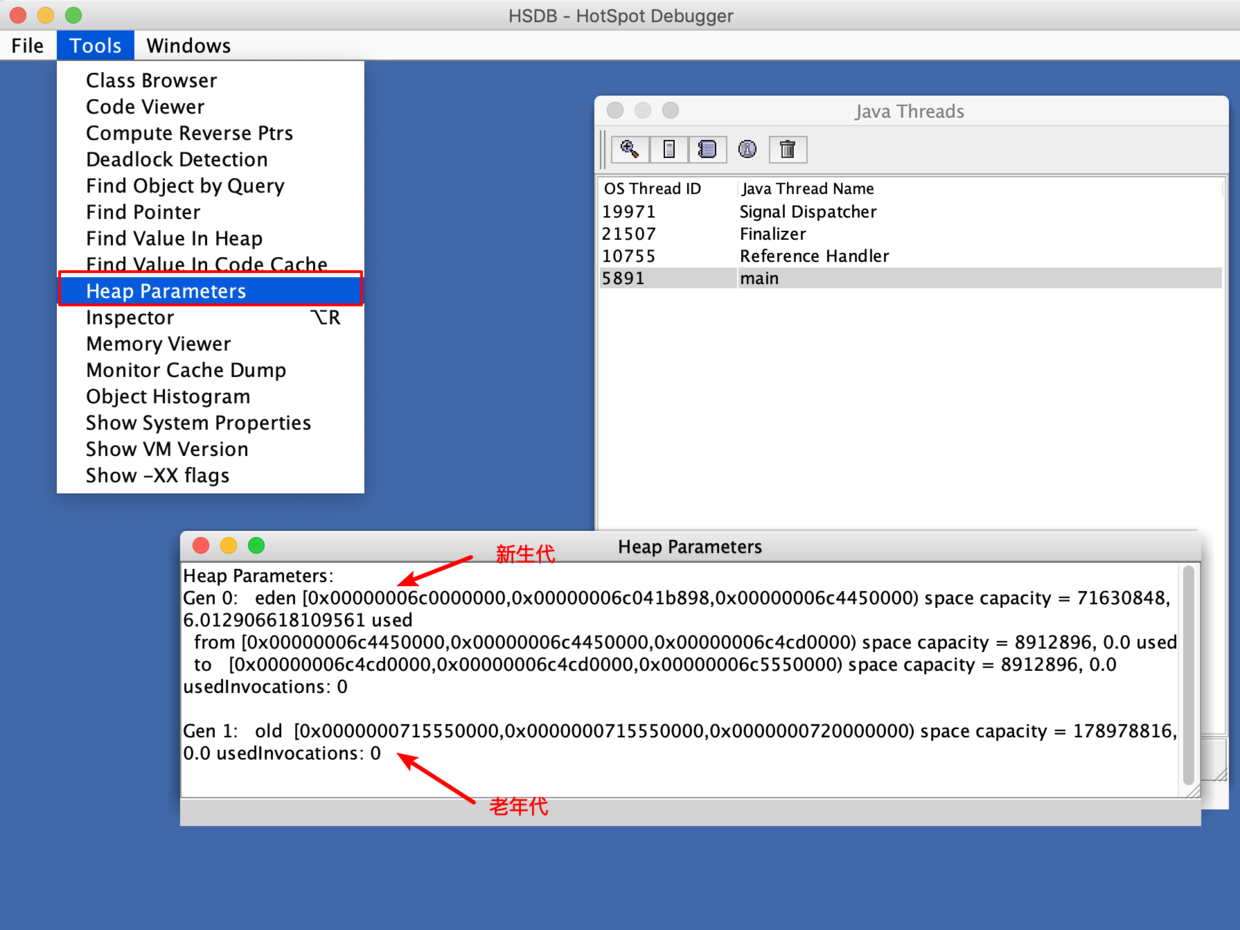 HSDB - HotSpot Debugger
File Tools Windows
Class Browser
Code Viewer
Compute Reverse Ptrs
Deadlock Detection
Find Object by Query
Find Pointer
Find Value In Heap
Find Value In Code Cache
Heap Parameters
Inspector ⌥R
Memory Viewer
Monitor Cache Dump
Object Histogram
Show System Properties
Show VM Version
Show -XX flags
Java Threads
OS Thread ID Java Thread Name
19971 Signal Dispatcher
21507 Finalizer
10755 Reference Handler
5891 main
新生代
Heap Parameters
Heap Parameters:
Gen 0: eden [0x00000006c0000000,0x00000006c041b898,0x00000006c4450000) space capacity = 71630848,
6.012906618109561 used
from [0x00000006c4450000,0x00000006c4450000,0x00000006c4cd0000) space capacity = 8912896, 0.0 used
to [0x00000006c4cd0000,0x00000006c4cd0000,0x00000006c5550000) space capacity = 8912896, 0.0
usedInvocations: 0
Gen 1: old [0x0000000715550000,0x0000000715550000,0x0000000720000000) space capacity = 178978816,
0.0 usedInvocations: 0
老年代